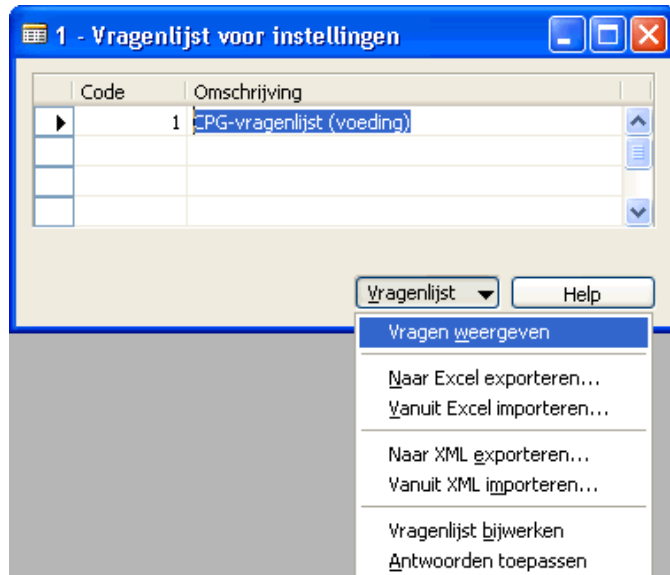 1 - Vragenlijst voor instellingen
Code Omschrijving
1 CPG-vragenlijst (voeding)
Vragenlijst Help
Vragen weergeven
Naar Excel exporteren...
Vanuit Excel importeren...
Naar XML exporteren...
Vanuit XML importeren...
Vragenlijst bijwerken
Antwoorden toepassen